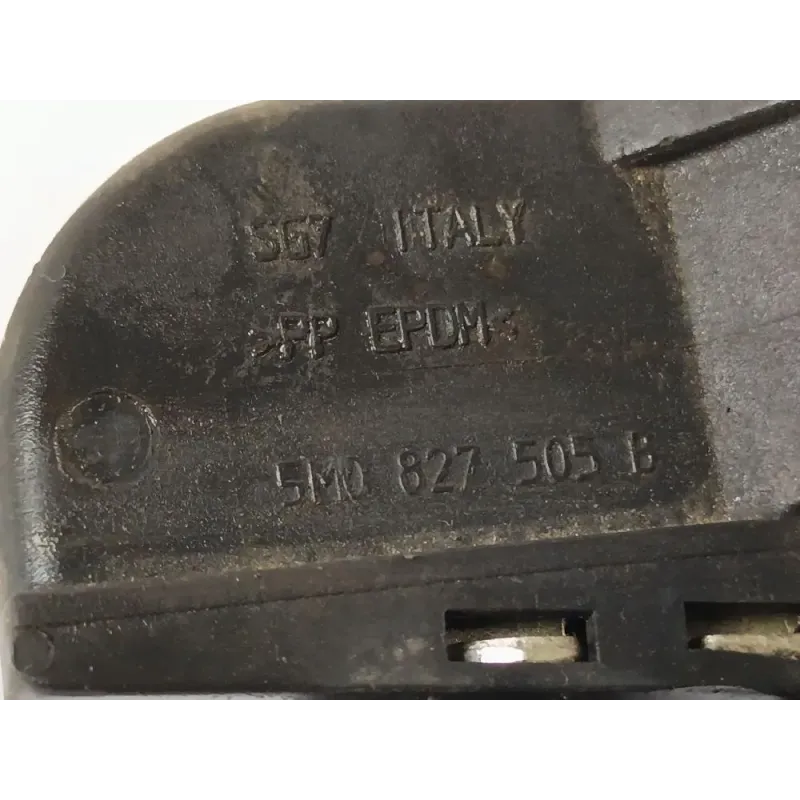 SG7 ITALY
>PP EPDM<
5M0 827 505 B